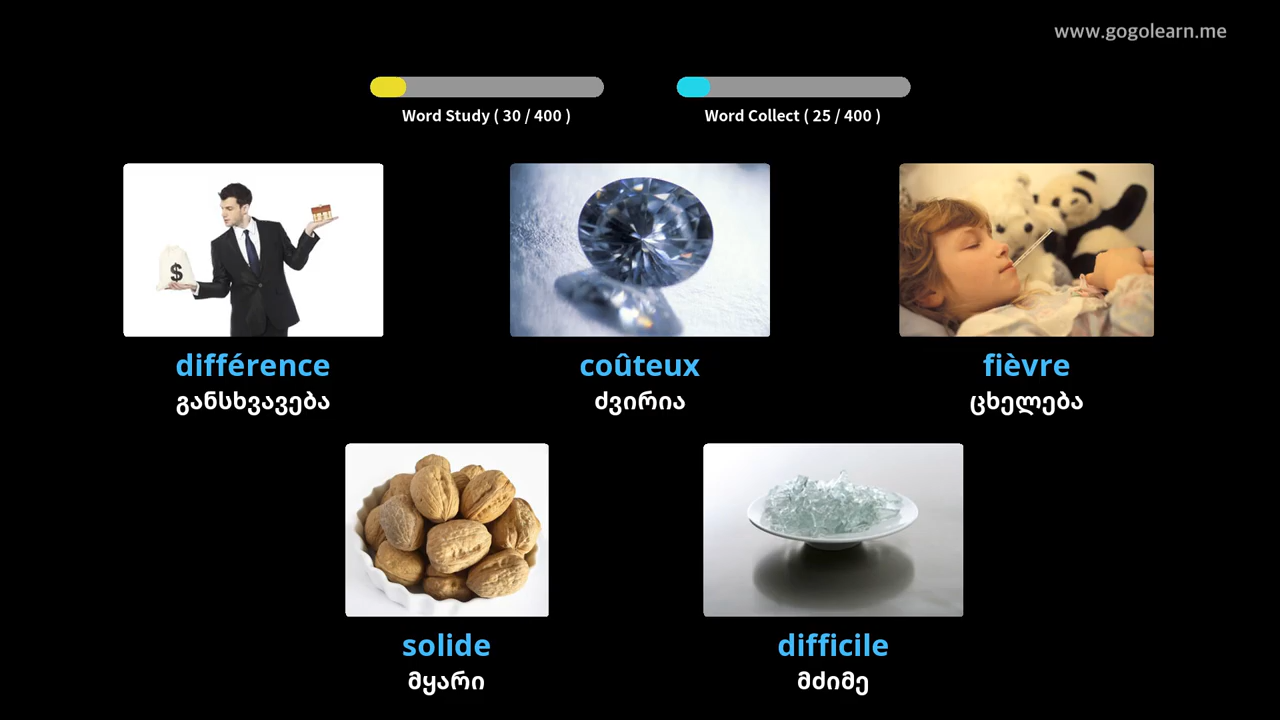 www.gogolearn.me
Word Study ( 30 / 400 )
Word Collect ( 25 / 400 )
différence
განსხვავება
coûteux
ძვირია
fièvre
ცხელება
$
solide
მყარი
difficile
მძიმე